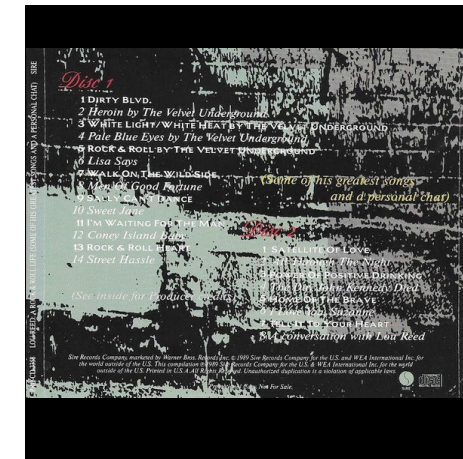 Disc 1
1 DIRTY BLVD.
2 Heroin by The Velvet Underground
3 WHITE LIGHT/WHITE HEAT BY THE VELVET UNDERGROUND
4 Pale Blue Eyes by The Velvet Underground
5 ROCK & ROLL BY THE VELVET UNDERGROUND
6 Lisa Says
7 WALK ON THE WILD SIDE
8 Men Of Good Fortune
9 SALLY CAN'T DANCE
10 Sweet Jane
11 I'M WAITING FOR THE MAN
12 Coney Island Baby
13 ROCK & ROLL HEART
14 Street Hassle
(See inside for Producer credits)
(Some of his greatest songs
and a personal chat)
Disc 2
1 SATELLITE OF LOVE
2 All Through The Night
3 POWER OF POSITIVE DRINKING
4 The Day John Kennedy Died
5 HOME OF THE BRAVE
6 I Love You, Suzanne
7 TELL IT TO YOUR HEART
8 A conversation with Lou Reed
Sire Records Company, marketed by Warner Bros. Records Inc. ©1989 Sire Records Company for the U.S. and WEA International Inc. for
the world outside of the U.S. This compilation ℗1989 Sire Records Company for the U.S. & WEA International Inc. for the world
outside of the U.S. Printed in U.S.A. All Rights Reserved. Unauthorized duplication is a violation of applicable laws.
Not For Sale.
LOU REED: A ROCK & ROLL LIFE (SOME OF HIS GREATEST SONGS AND A PERSONAL CHAT) SIRE